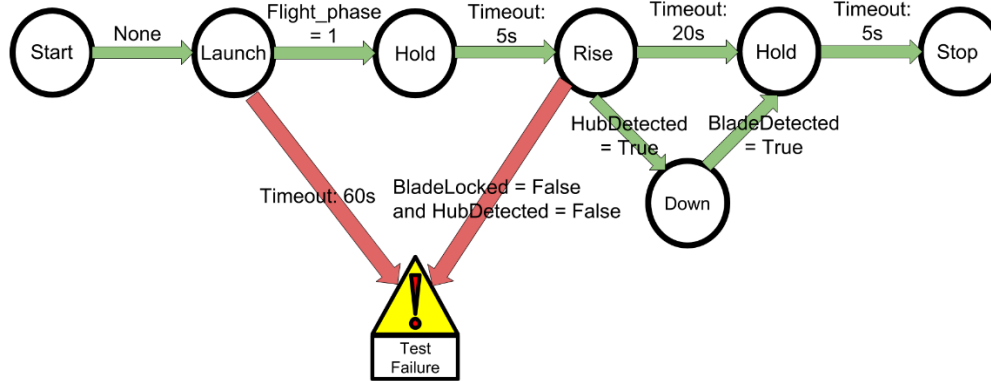 Start
None
Launch
Flight_phase
= 1
Hold
Timeout:
5s
Rise
Timeout:
20s
Hold
Timeout:
5s
Stop
HubDetected
= True
BladeDetected
= True
Down
Timeout: 60s
BladeLocked = False
and HubDetected = False
Test
Failure